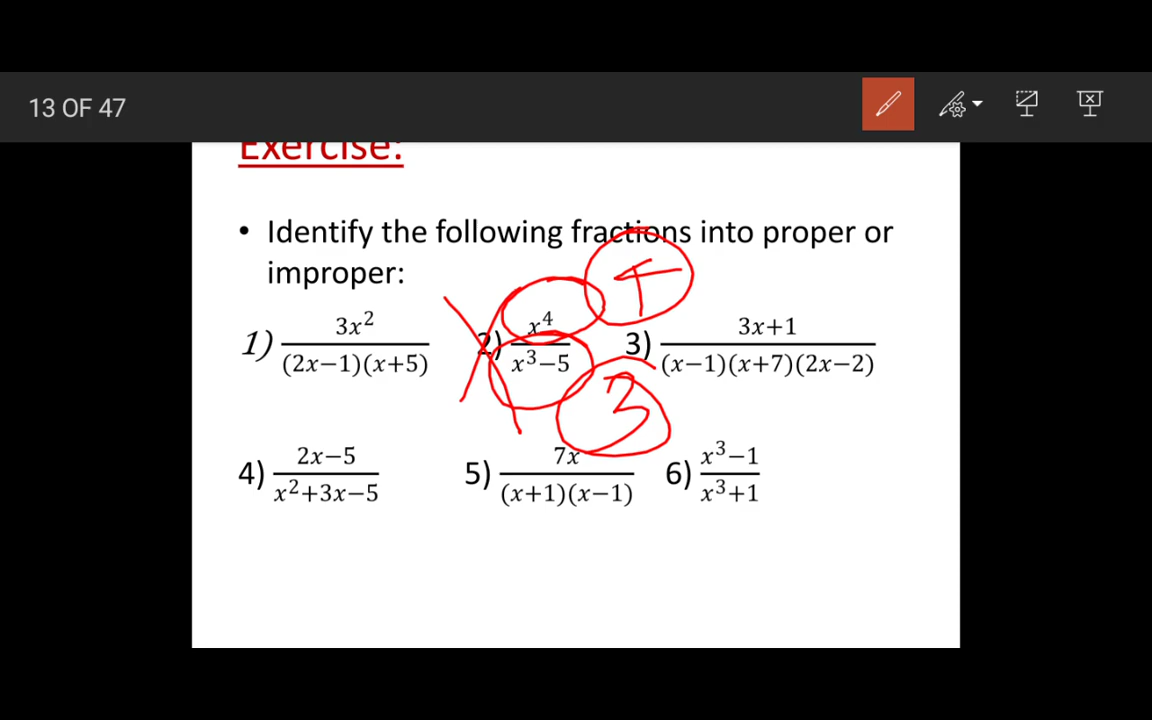 13 OF 47
Exercise:
• Identify the following fractions into proper or
improper:
1) 3x²/((2x−1)(x+5)) 2) x⁴/(x³−5) 3) (3x+1)/((x−1)(x+7)(2x−2))
4) (2x−5)/(x²+3x−5) 5) 7x/((x+1)(x−1)) 6) (x³−1)/(x³+1)
3